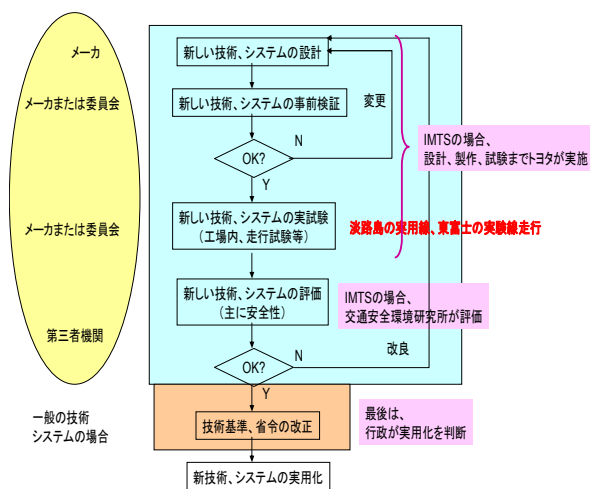 メーカ
新しい技術、システムの設計
メーカまたは委員会
新しい技術、システムの事前検証
変更
N
OK?
IMTSの場合、
設計、製作、試験までトヨタが実施
Y
メーカまたは委員会
新しい技術、システムの実試験
（工場内、走行試験等）
淡路島の実用線、東富士の実験線走行
新しい技術、システムの評価
（主に安全性）
IMTSの場合、
交通安全環境研究所が評価
第三者機関
N
改良
OK?
Y
一般の技術
システムの場合
技術基準、省令の改正
最後は、
行政が実用化を判断
新技術、システムの実用化